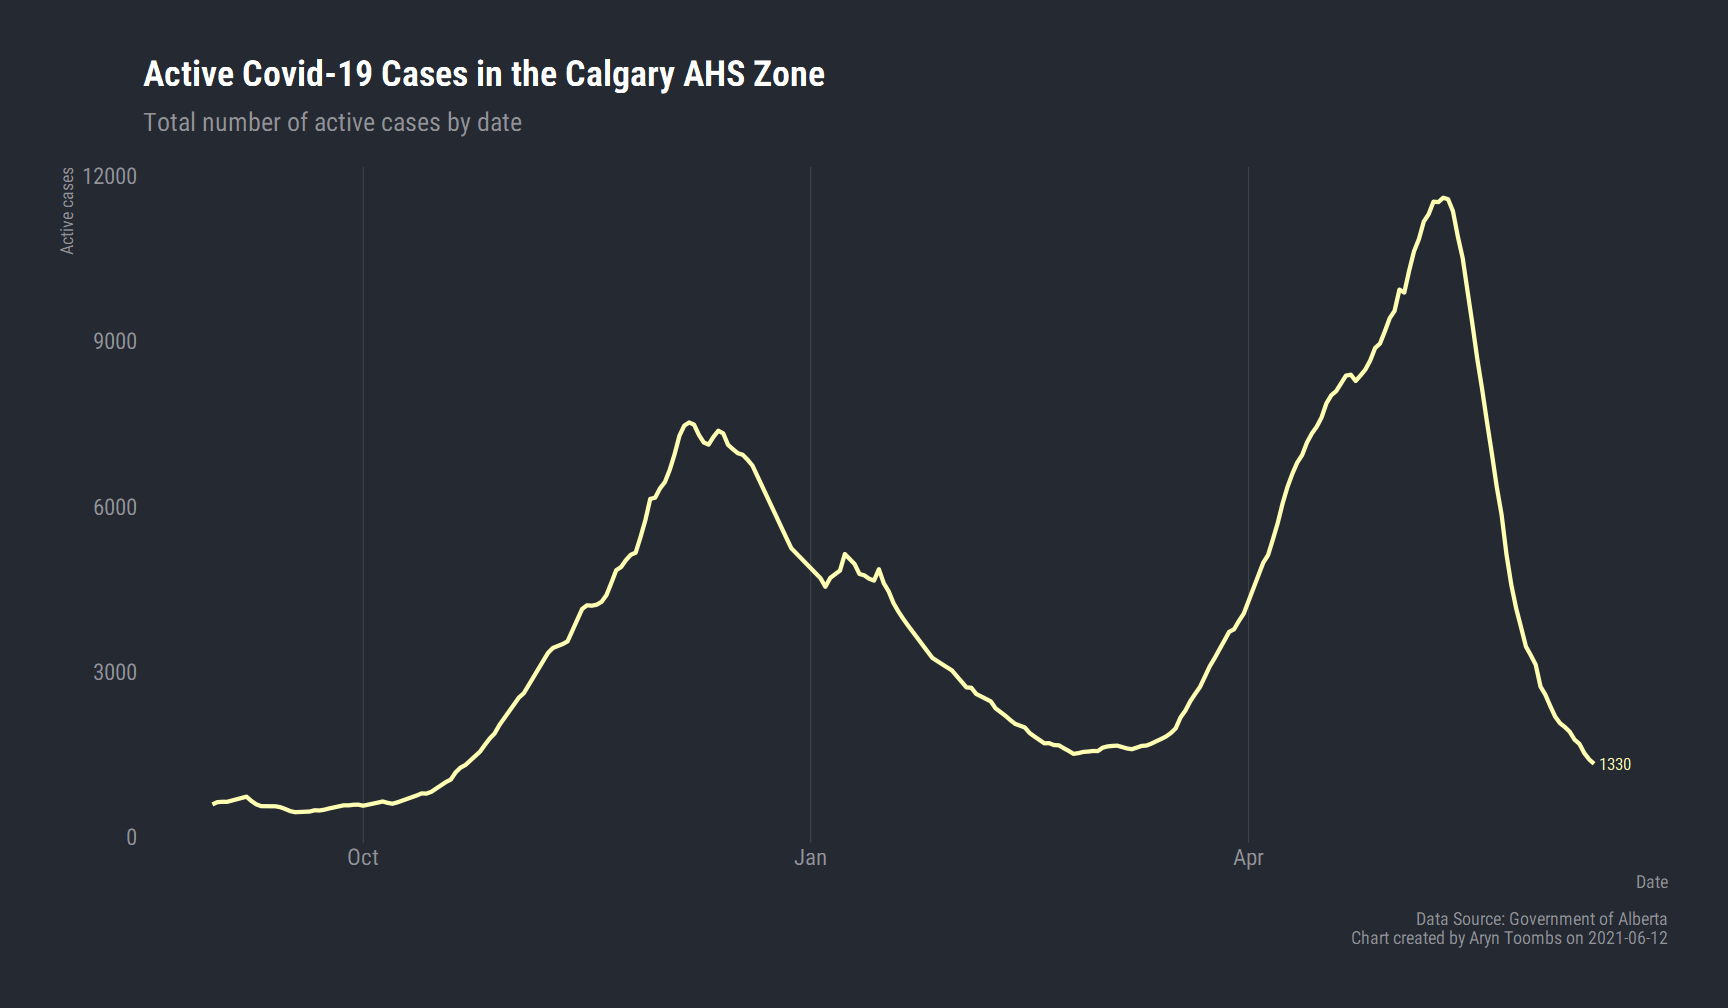 Active Covid-19 Cases in the Calgary AHS Zone
Total number of active cases by date
Active cases
12000
9000
6000
3000
0
1330
Oct
Jan
Apr
Date
Data Source: Government of Alberta
Chart created by Aryn Toombs on 2021-06-12